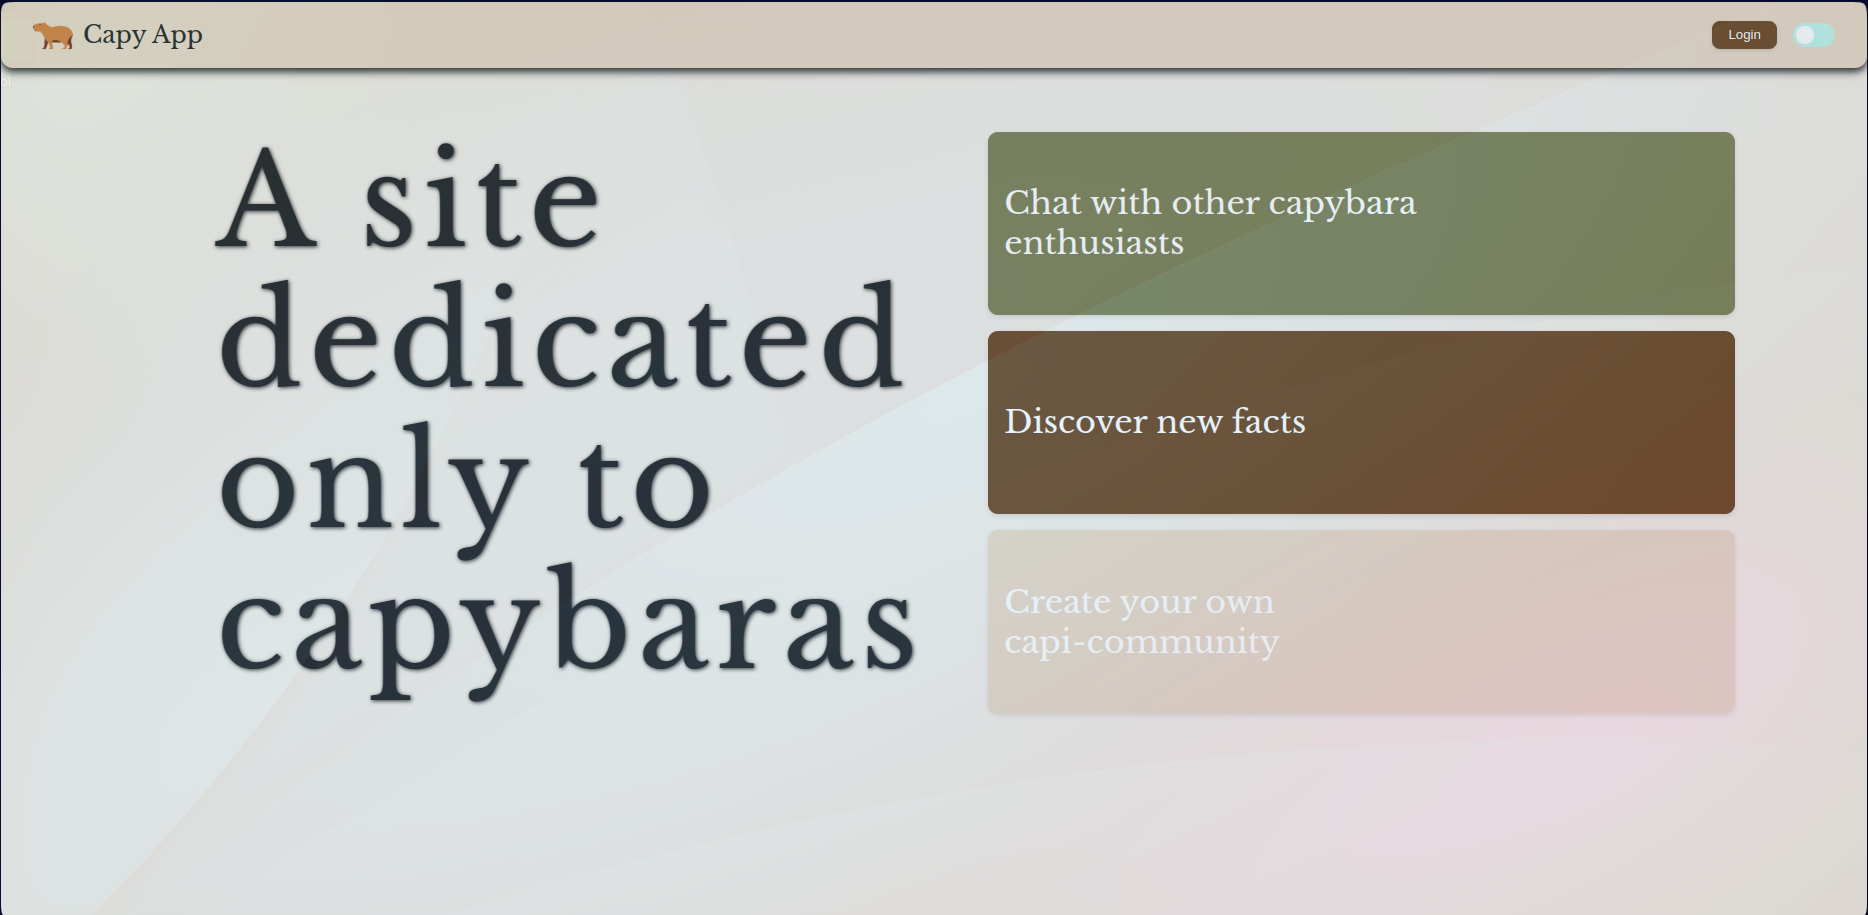 Capy App
Login
A site
dedicated
only to
capybaras
Chat with other capybara
enthusiasts
Discover new facts
Create your own
capi-community